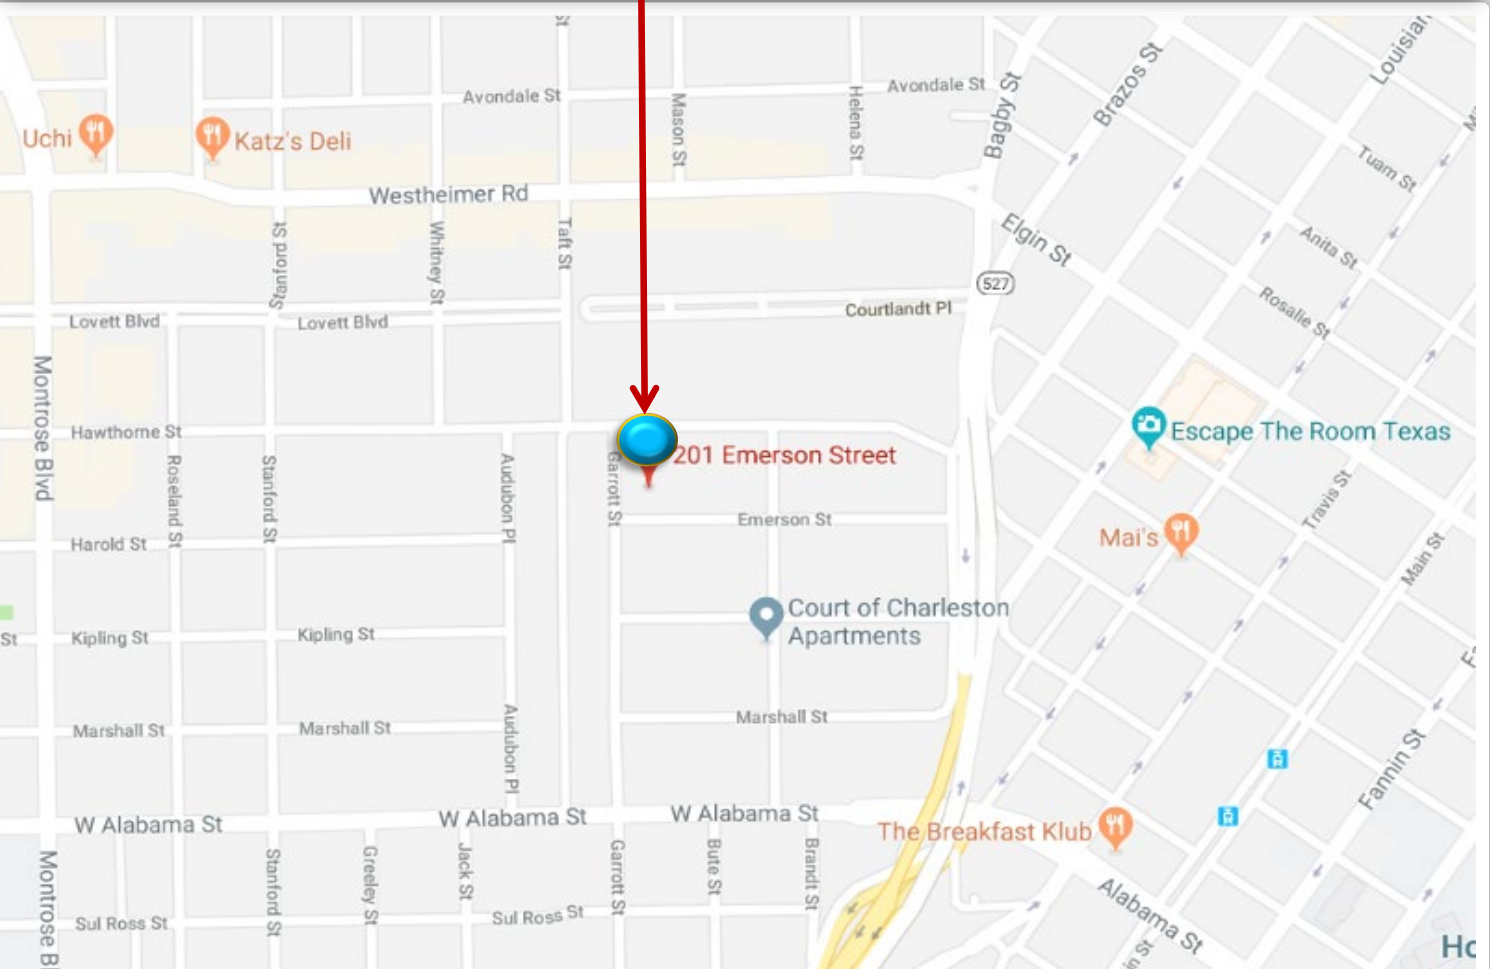 St
Louisian
Avondale St
Avondale St
Mason St
Helena St
Bagby St
Brazos St
Uchi
Katz's Deli
Tuam St
Westheimer Rd
Stanford St
Whitney St
Taft St
Elgin St
Anita St
527
Rosalie St
Lovett Blvd
Lovett Blvd
Courtlandt Pl
Montrose Blvd
Hawthorne St
Roseland St
Stanford St
Audubon Pl
Garrott St
201 Emerson Street
Escape The Room Texas
Emerson St
Travis St
Harold St
Mai's
Main St
Court of Charleston
Apartments
St
Kipling St
Kipling St
Marshall St
Marshall St
Audubon Pl
Marshall St
Fannin St
W Alabama St
W Alabama St
W Alabama St
The Breakfast Klub
Montrose Bl
Stanford St
Greeley St
Jack St
Garrott St
Bute St
Brandt St
Alabama St
Sul Ross St
Sul Ross St
in St
Ho